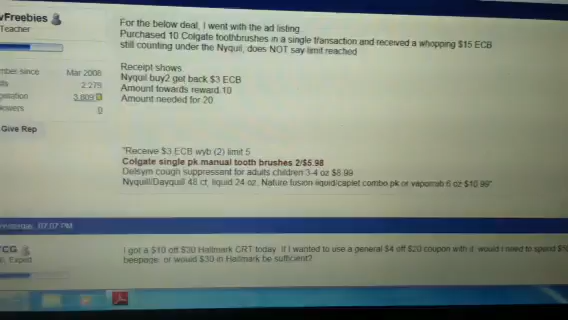 vFreebies
Teacher
mber since Mar 2008
2,275
3,609
0
Give Rep
For the below deal, I went with the ad listing.
Purchased 10 Colgate toothbrushes in a single transaction and received a whopping $15 ECB
still counting under the Nyquil, does NOT say limit reached
Receipt shows
Nyquil buy2 get back $3 ECB
Amount towards reward 10
Amount needed for 20
"Receive $3 ECB wyb (2) limit 5
Colgate single pk manual tooth brushes 2/$5.98
Delsym cough suppressant for adults children 3-4 oz $8.99
Nyquil/Dayquil 48 ct, liquid 24 oz, Nature fusion liquid/caplet combo pk or vaporrub 6 oz $10.99"
07:07 PM
CG
Expert
I got a $10 off $30 Hallmark CRT today. If I wanted to use a general $4 off $20 coupon with it, would I need to spend
beepage, or would $30 in Hallmark be sufficient?